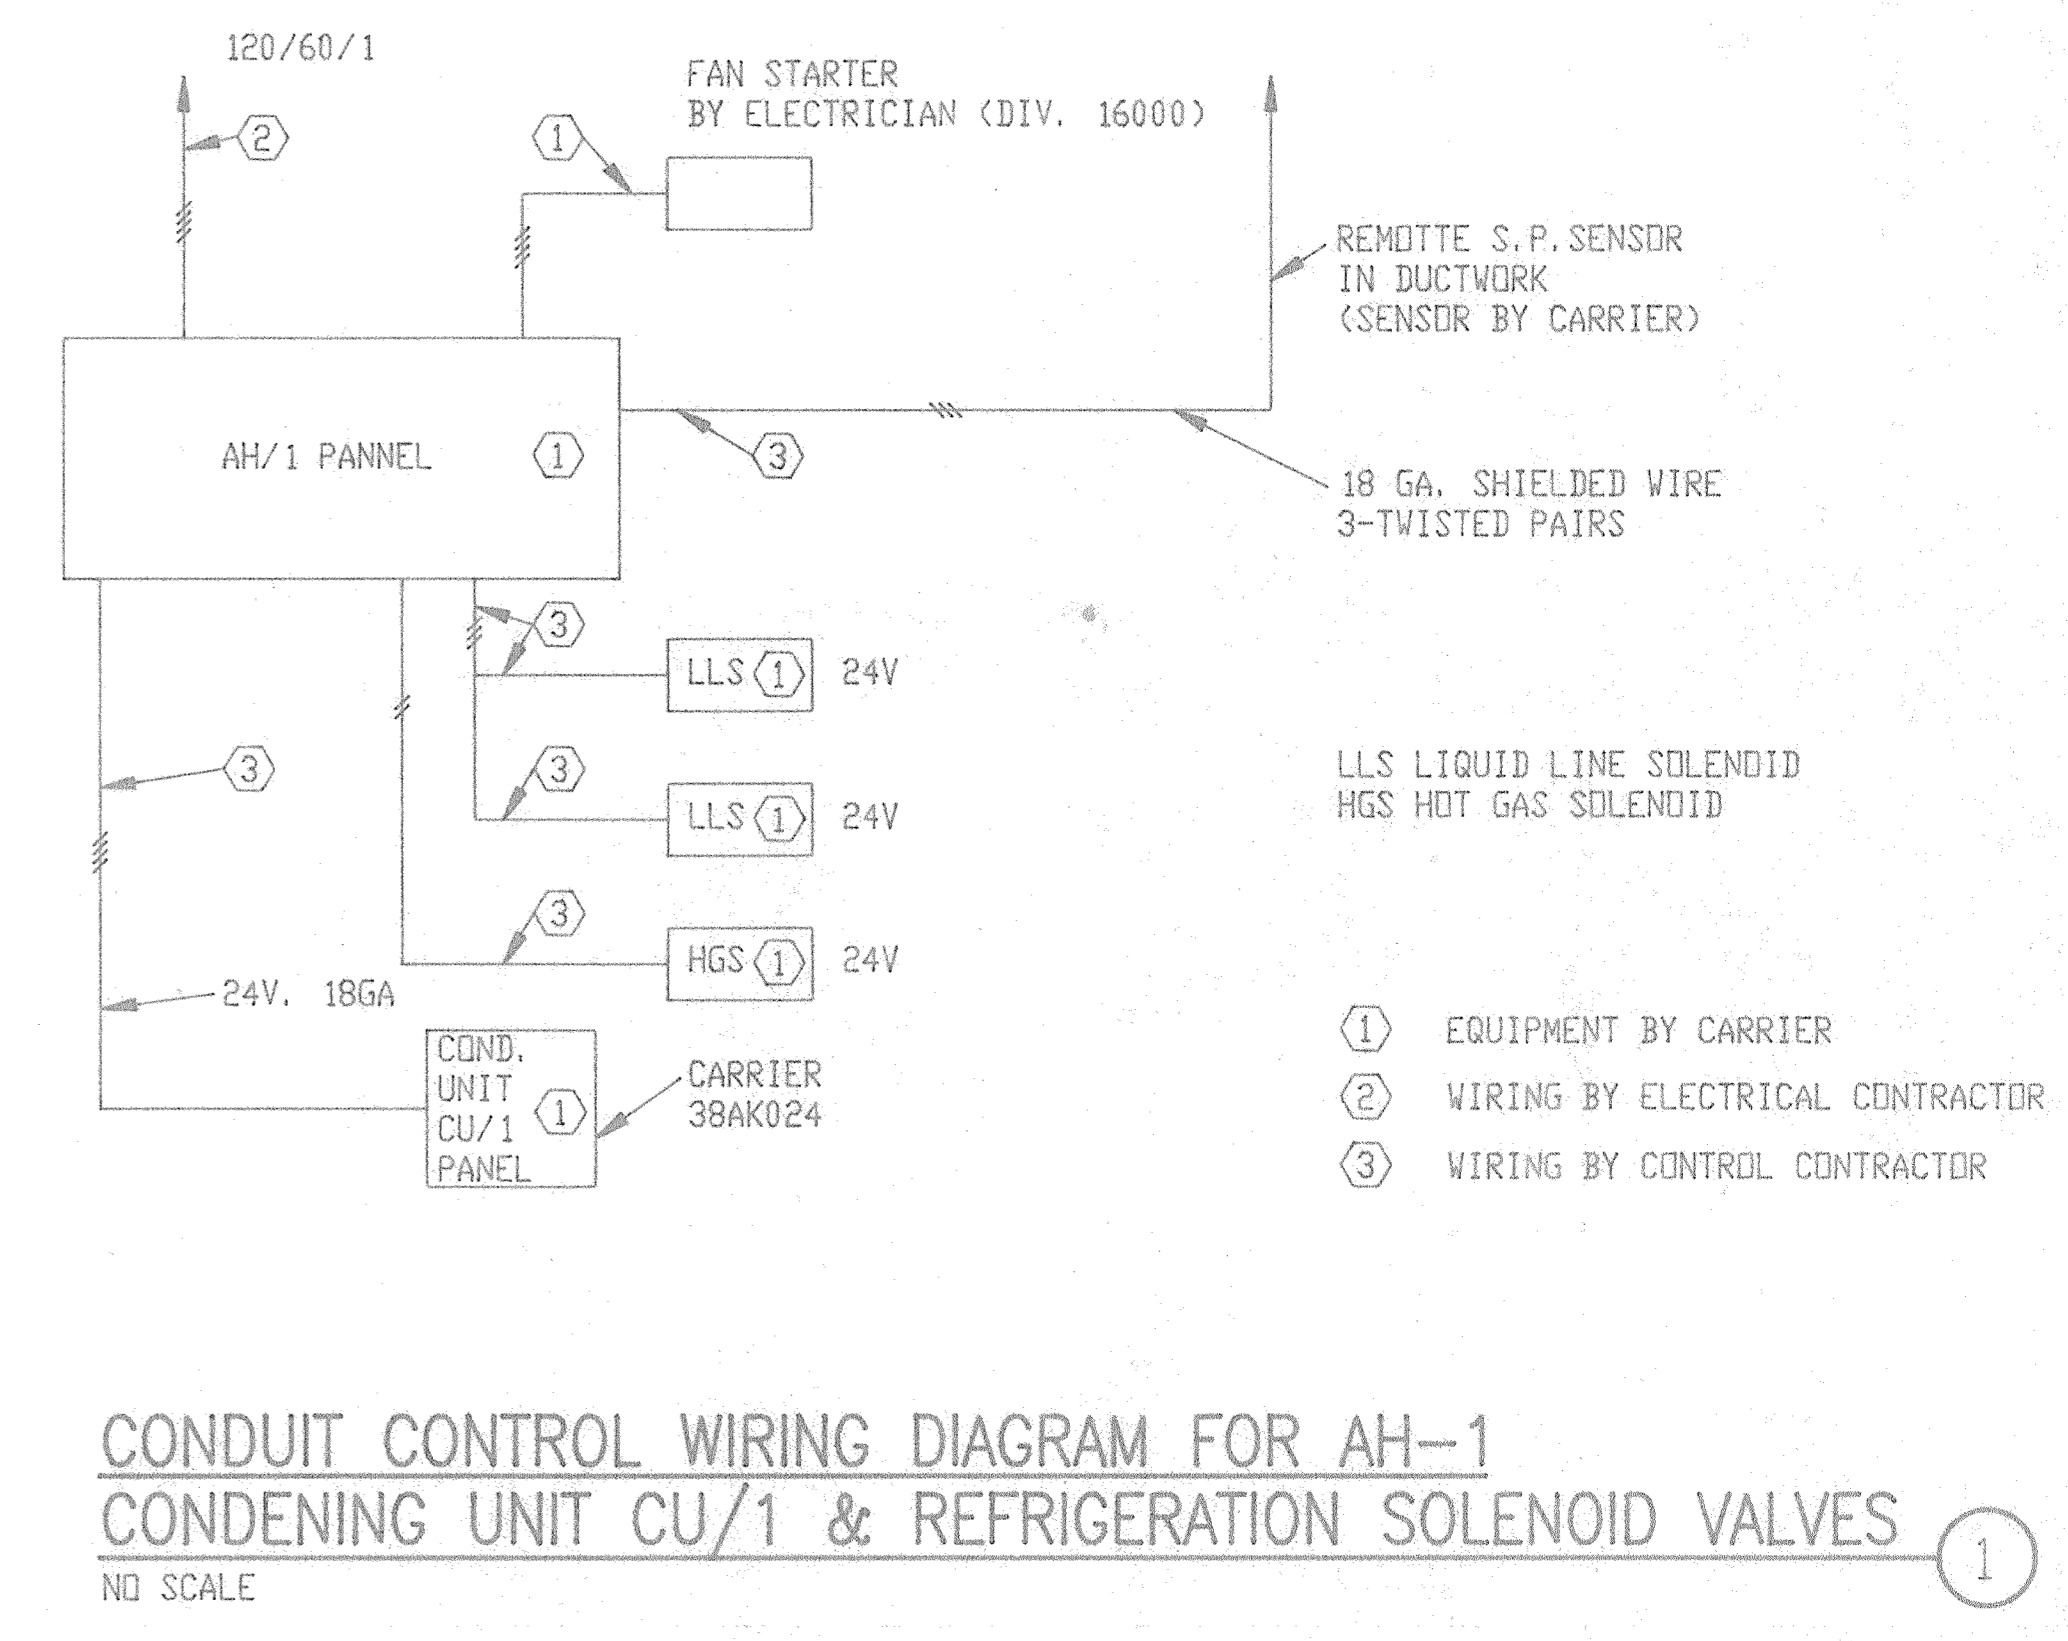 120/60/1
2
FAN STARTER
BY ELECTRICIAN (DIV. 16000)
1
REMOTTE S.P.SENSOR
IN DUCTWORK
(SENSOR BY CARRIER)
AH/1 PANNEL 1
3
18 GA. SHIELDED WIRE
3-TWISTED PAIRS
3
LLS 1 24V
3
3
LLS 1 24V
LLS LIQUID LINE SOLENOID
HGS HOT GAS SOLENOID
3
HGS 1 24V
24V. 18GA
COND.
UNIT
CU/1
PANEL
1
CARRIER
38AK024
1 EQUIPMENT BY CARRIER
2 WIRING BY ELECTRICAL CONTRACTOR
3 WIRING BY CONTROL CONTRACTOR
CONDUIT CONTROL WIRING DIAGRAM FOR AH-1
CONDENING UNIT CU/1 & REFRIGERATION SOLENOID VALVES
1
NO SCALE